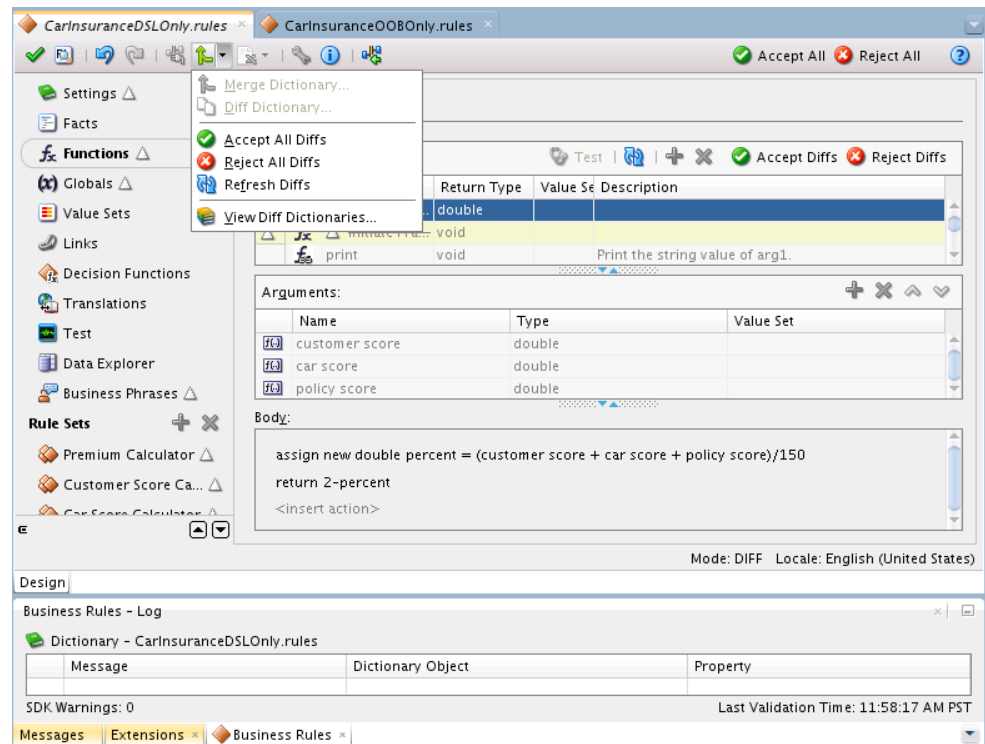 CarInsuranceDSLOnly.rules CarInsuranceOOBOnly.rules
Accept All Reject All
Settings
Facts
Functions
Globals
Value Sets
Links
Decision Functions
Translations
Test
Data Explorer
Business Phrases
Rule Sets
Premium Calculator
Customer Score Ca...
Car Score Calculator
Merge Dictionary...
Diff Dictionary...
Accept All Diffs
Reject All Diffs
Refresh Diffs
View Diff Dictionaries...
Test Accept Diffs Reject Diffs
Return Type Value Se Description
double
void
print void Print the string value of arg1.
Arguments:
Name Type Value Set
customer score double
car score double
policy score double
Body:
assign new double percent = (customer score + car score + policy score)/150
return 2-percent
<insert action>
Mode: DIFF Locale: English (United States)
Design
Business Rules - Log
Dictionary - CarInsuranceDSLOnly.rules
Message Dictionary Object Property
SDK Warnings: 0 Last Validation Time: 11:58:17 AM PST
Messages Extensions Business Rules